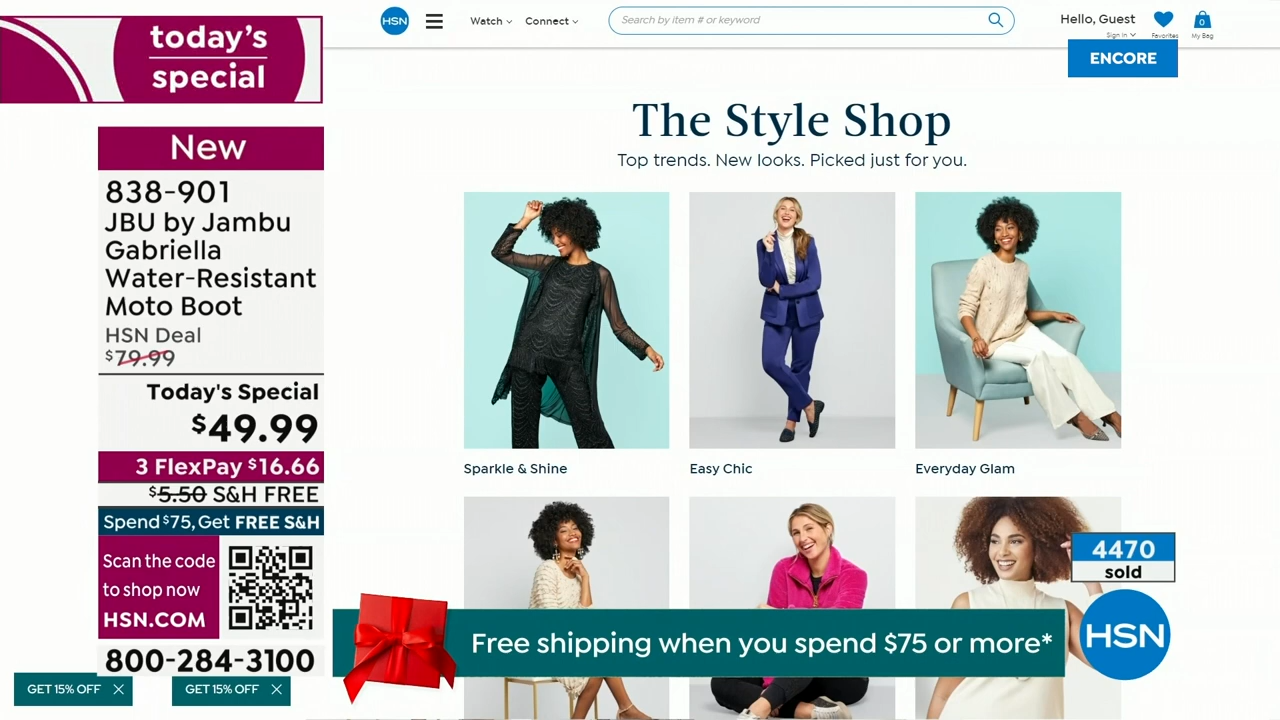 today's
special
New
838-901
JBU by Jambu
Gabriella
Water-Resistant
Moto Boot
HSN Deal
$79.99
Today's Special
$49.99
3 FlexPay $16.66
$5.50 S&H FREE
Spend $75, Get FREE S&H
Scan the code
to shop now
HSN.COM
800-284-3100
GET 15% OFF
GET 15% OFF
HSN
Watch
Connect
Search by item # or keyword
Hello, Guest
Sign In
Favorites
0
My Bag
ENCORE
The Style Shop
Top trends. New looks. Picked just for you.
Sparkle & Shine
Easy Chic
Everyday Glam
4470
sold
Free shipping when you spend $75 or more*
HSN